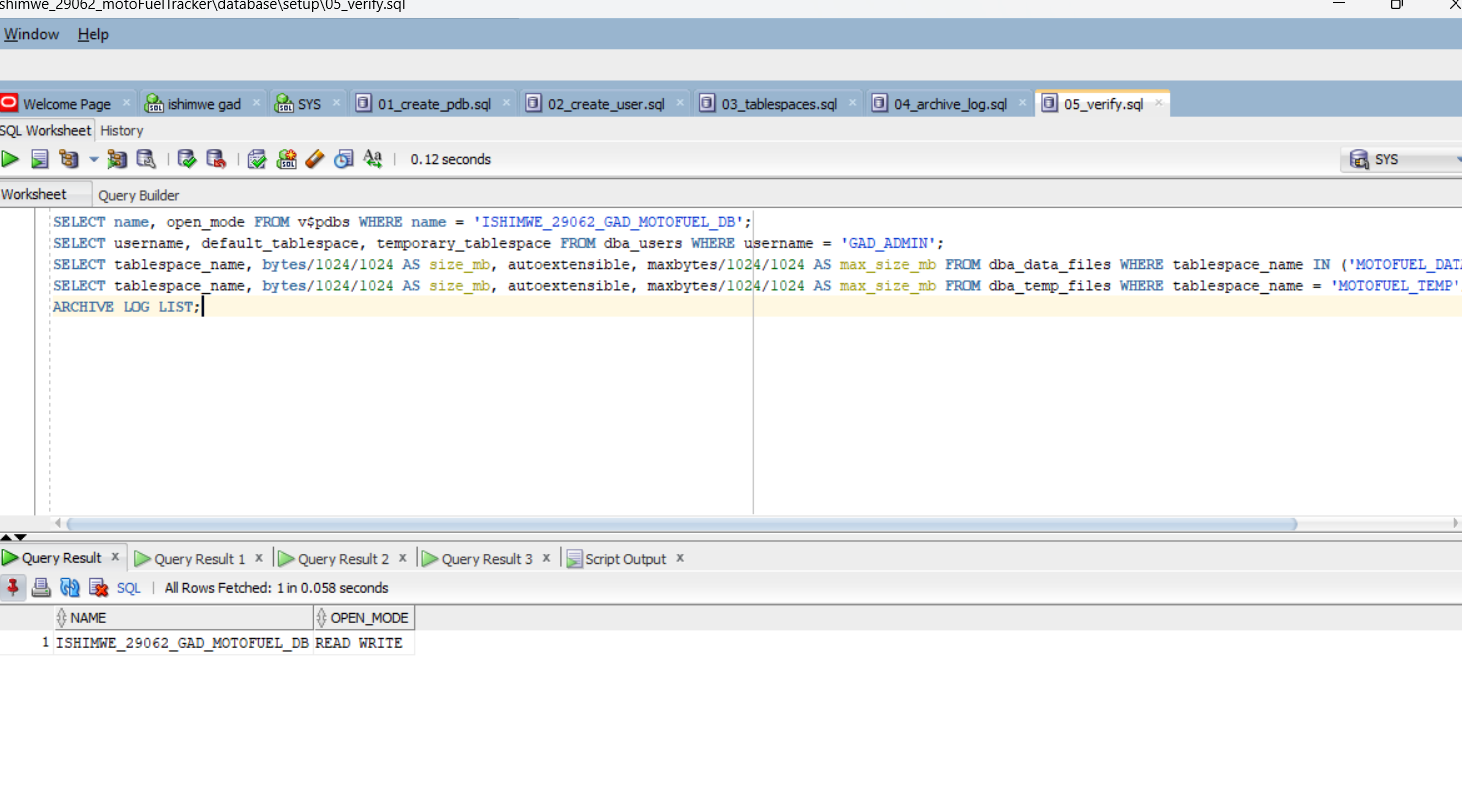 shimwe_29062_motoFuelTracker\database\setup\05_verify.sql
Window Help
Welcome Page ishimwe gad SYS 01_create_pdb.sql 02_create_user.sql 03_tablespaces.sql 04_archive_log.sql 05_verify.sql
SQL Worksheet History
0.12 seconds SYS
Worksheet Query Builder
SELECT name, open_mode FROM v$pdbs WHERE name = 'ISHIMWE_29062_GAD_MOTOFUEL_DB';
SELECT username, default_tablespace, temporary_tablespace FROM dba_users WHERE username = 'GAD_ADMIN';
SELECT tablespace_name, bytes/1024/1024 AS size_mb, autoextensible, maxbytes/1024/1024 AS max_size_mb FROM dba_data_files WHERE tablespace_name IN ('MOTOFUEL_DATA
SELECT tablespace_name, bytes/1024/1024 AS size_mb, autoextensible, maxbytes/1024/1024 AS max_size_mb FROM dba_temp_files WHERE tablespace_name = 'MOTOFUEL_TEMP'
ARCHIVE LOG LIST;
Query Result Query Result 1 Query Result 2 Query Result 3 Script Output
SQL All Rows Fetched: 1 in 0.058 seconds
NAME OPEN_MODE
1 ISHIMWE_29062_GAD_MOTOFUEL_DB READ WRITE